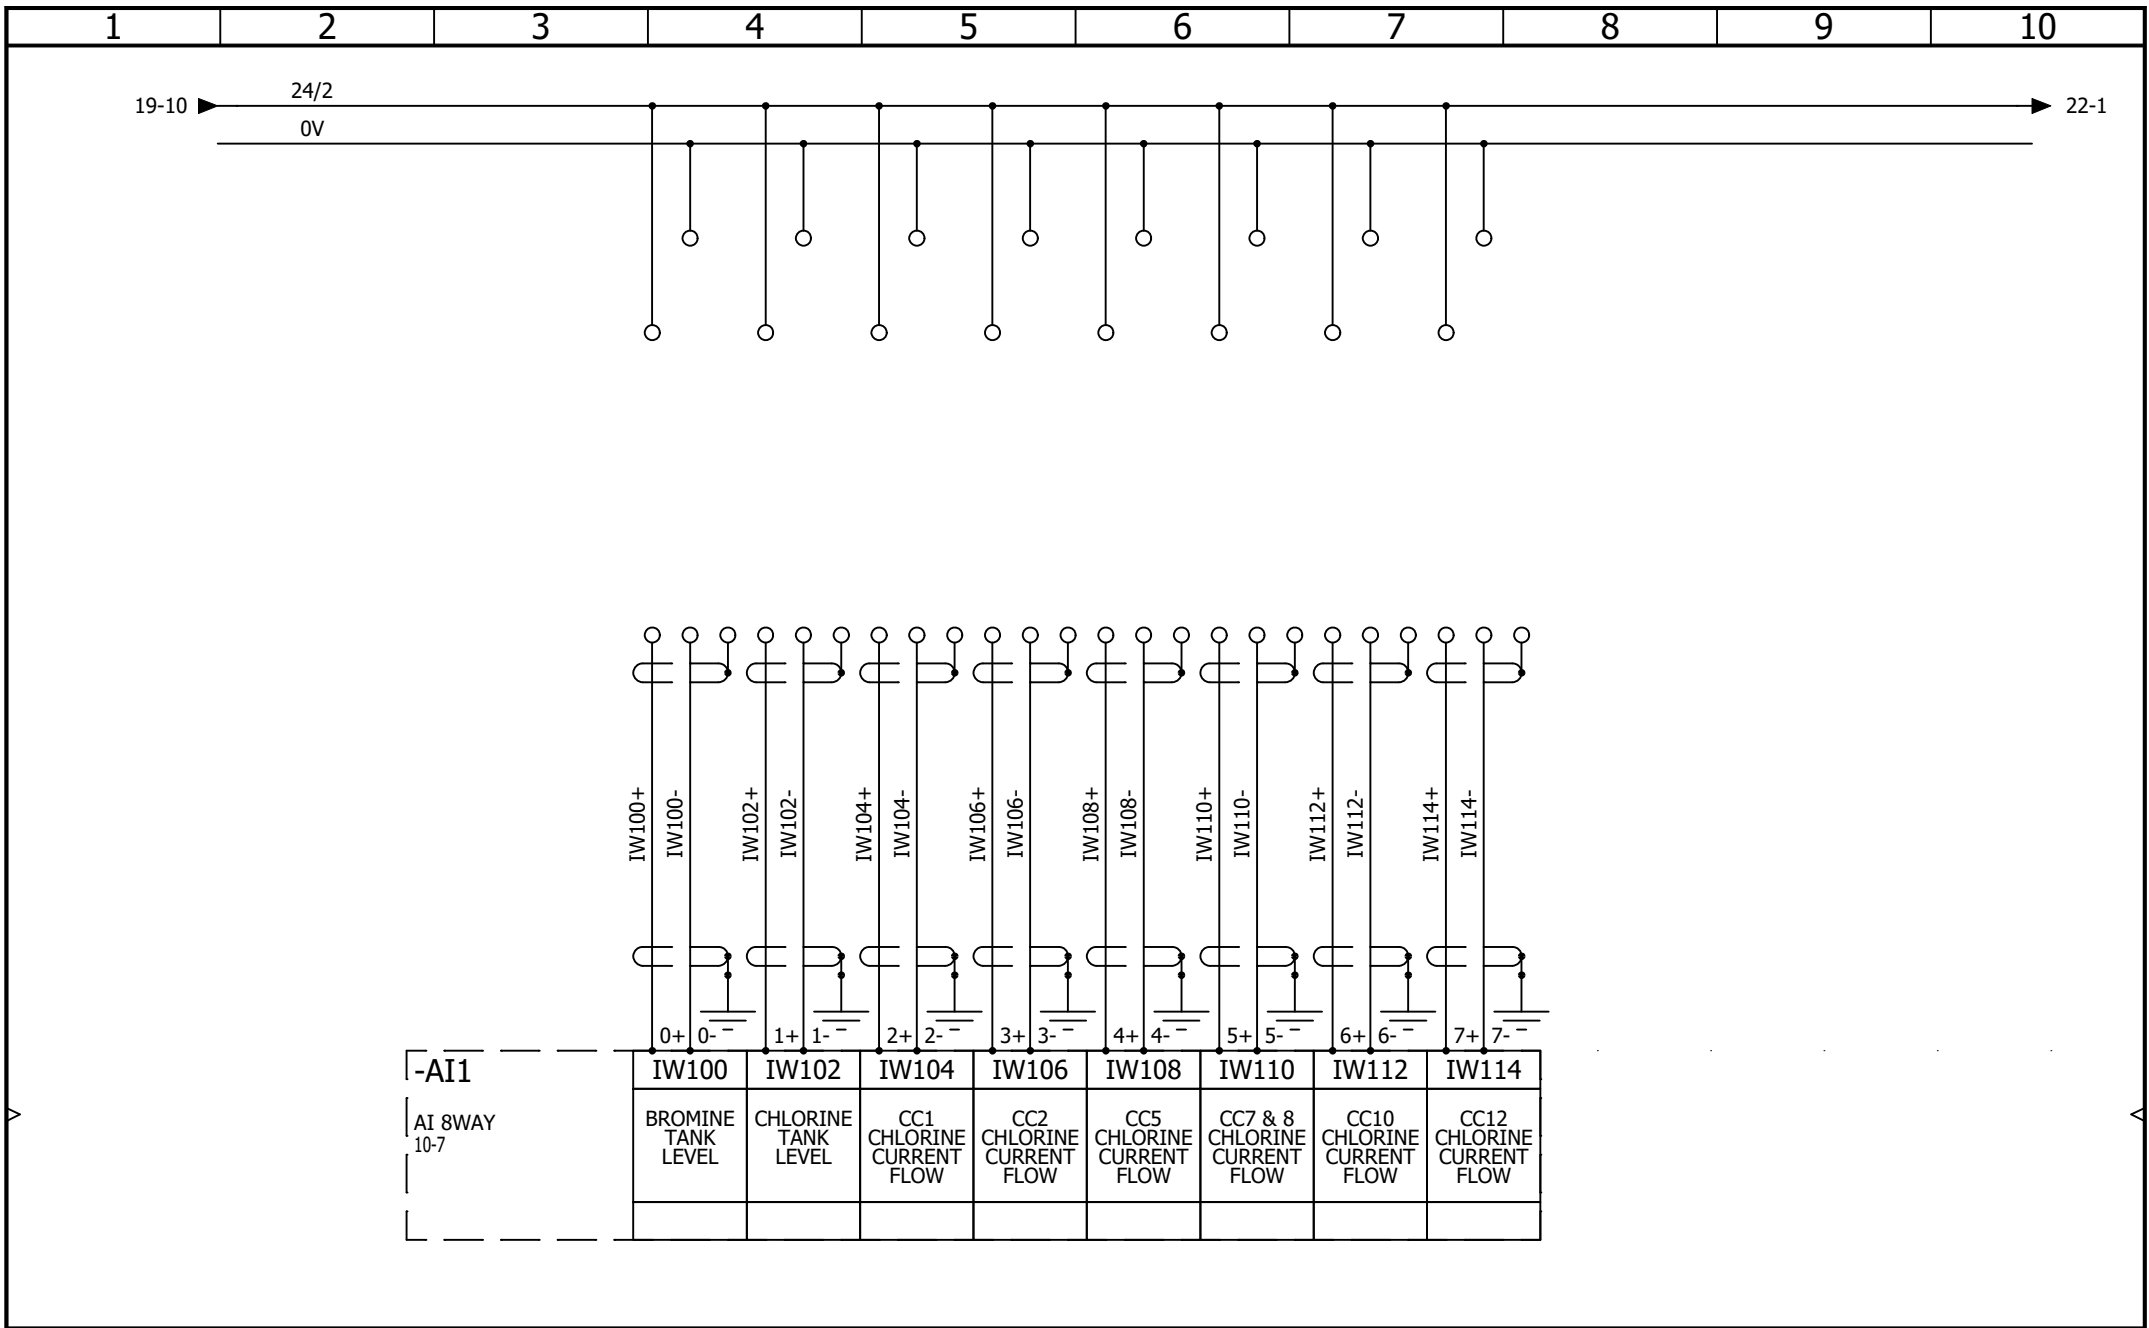 1 2 3 4 5 6 7 8 9 10
24/2
19-10 22-1
0V
IW100+ IW100- IW102+ IW102- IW104+ IW104- IW106+ IW106- IW108+ IW108- IW110+ IW110- IW112+ IW112- IW114+ IW114-
0+ 0- 1+ 1- 2+ 2- 3+ 3- 4+ 4- 5+ 5- 6+ 6- 7+ 7-
-AI1
AI 8WAY
10-7
IW100 IW102 IW104 IW106 IW108 IW110 IW112 IW114
BROMINE
TANK
LEVEL
CHLORINE
TANK
LEVEL
CC1
CHLORINE
CURRENT
FLOW
CC2
CHLORINE
CURRENT
FLOW
CC5
CHLORINE
CURRENT
FLOW
CC7 & 8
CHLORINE
CURRENT
FLOW
CC10
CHLORINE
CURRENT
FLOW
CC12
CHLORINE
CURRENT
FLOW